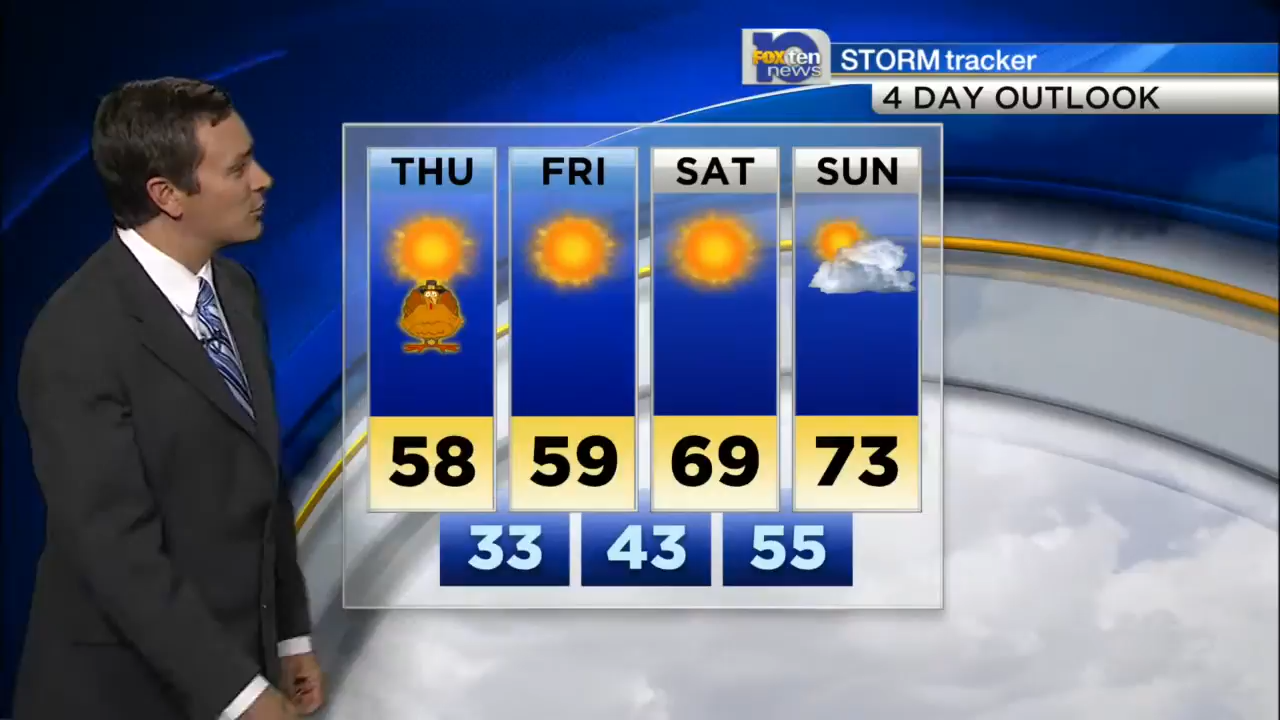 10
FOX ten
news
STORM tracker
4 DAY OUTLOOK
THU FRI SAT SUN
58 59 69 73
33 43 55